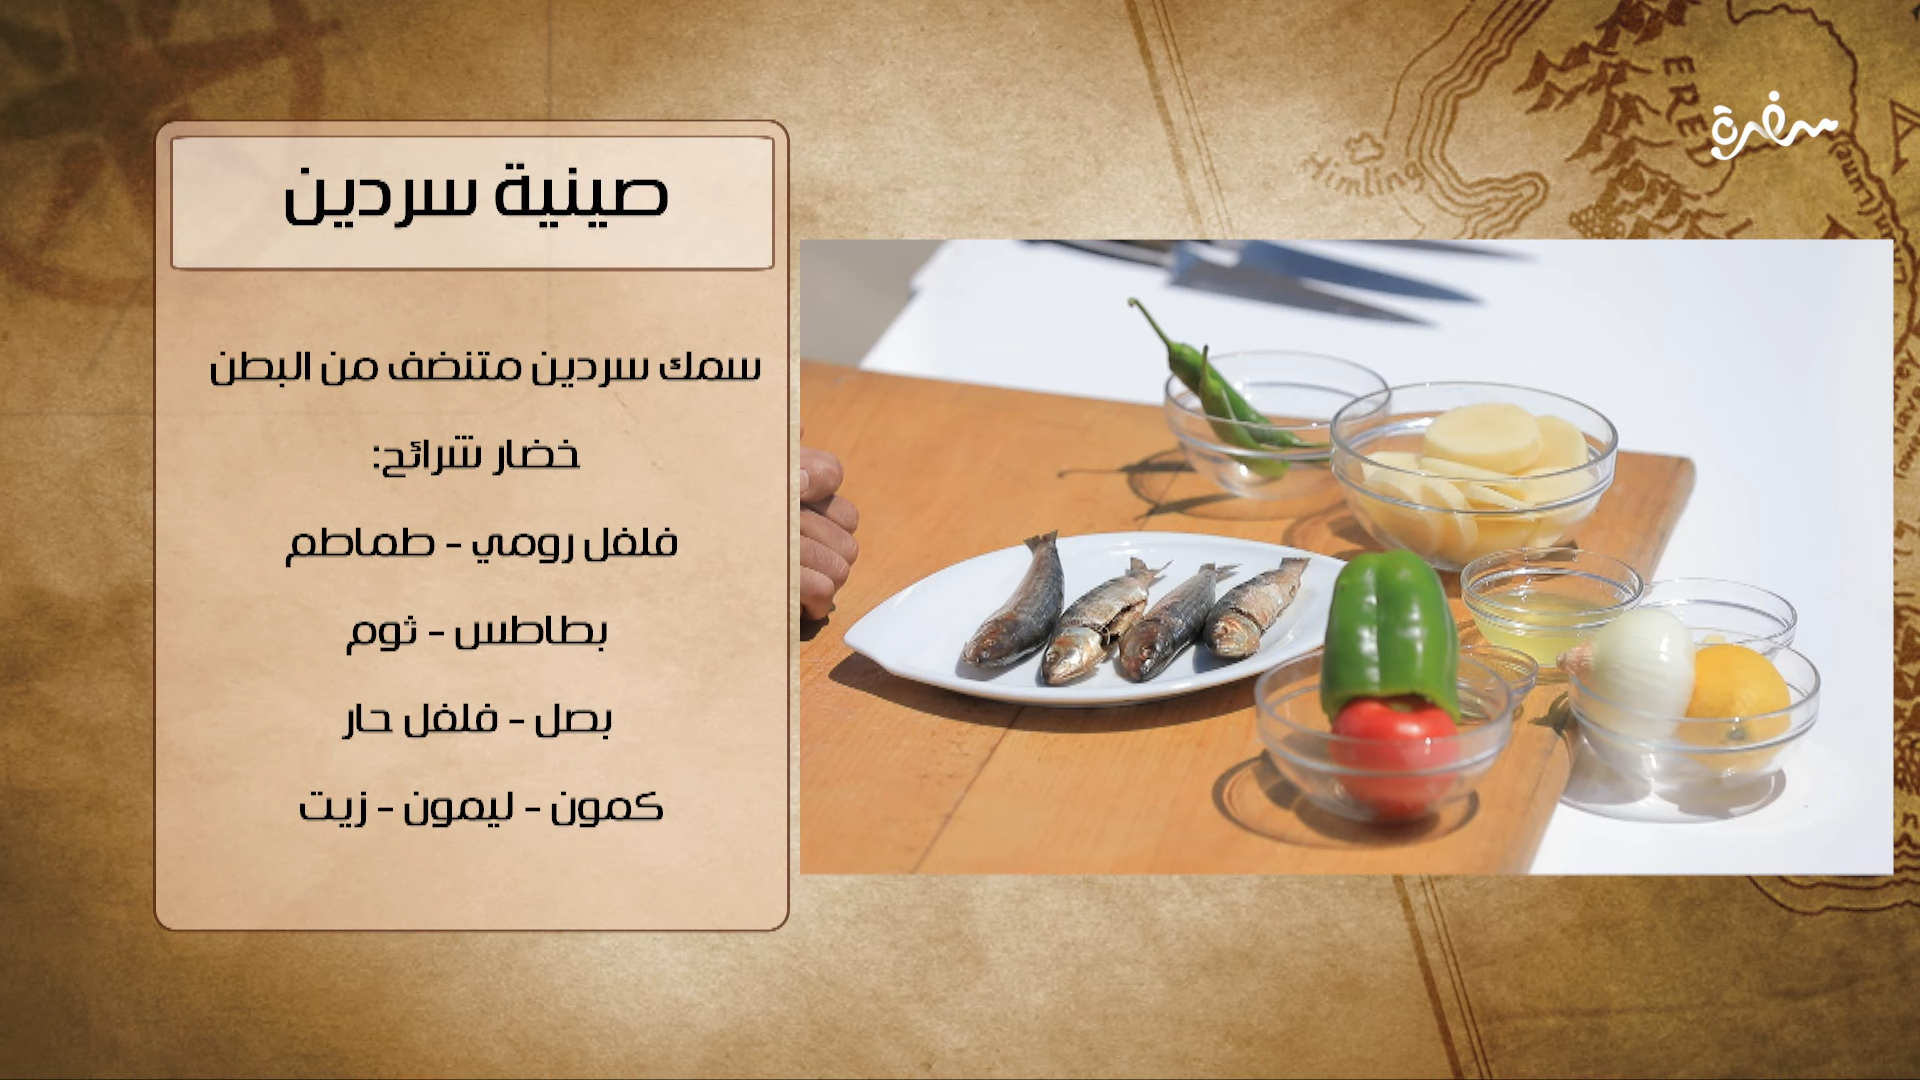 سفرة
صينية سردين
سمك سردين متنضف من البطن
خضار شرائح:
فلفل رومي - طماطم
بطاطس - ثوم
بصل - فلفل حار
كمون - ليمون - زيت
ERE
Himling